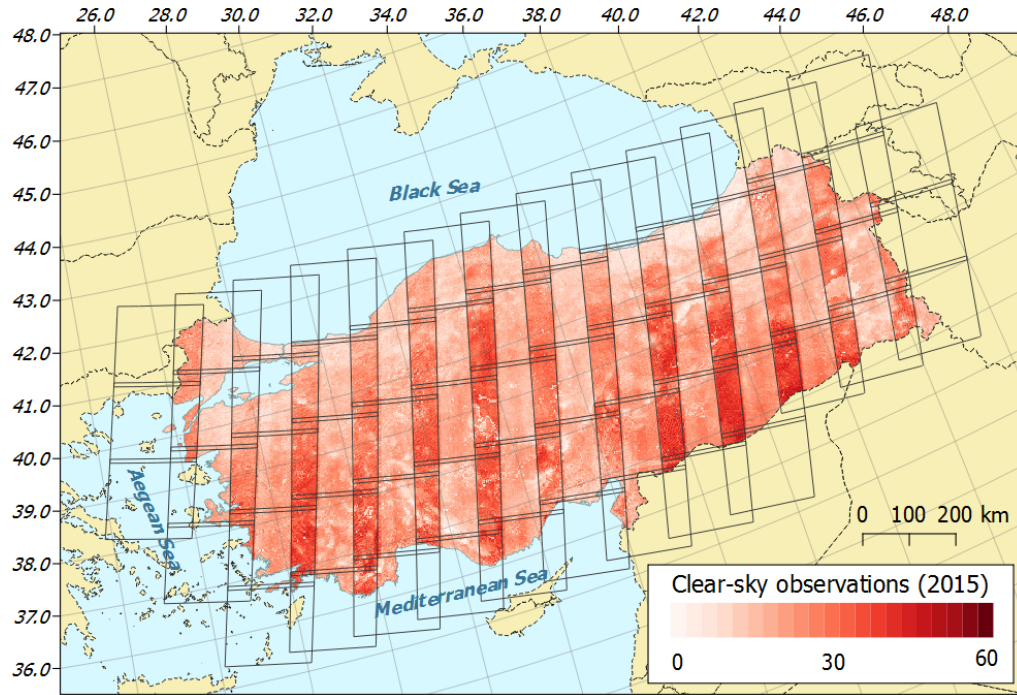 26.0 28.0 30.0 32.0 34.0 36.0 38.0 40.0 42.0 44.0 46.0 48.0
48.0
47.0
46.0
45.0
44.0
43.0
42.0
41.0
40.0
39.0
38.0
37.0
36.0
Black Sea
Aegean Sea
Mediterranean Sea
0 100 200 km
Clear-sky observations (2015)
0 30 60